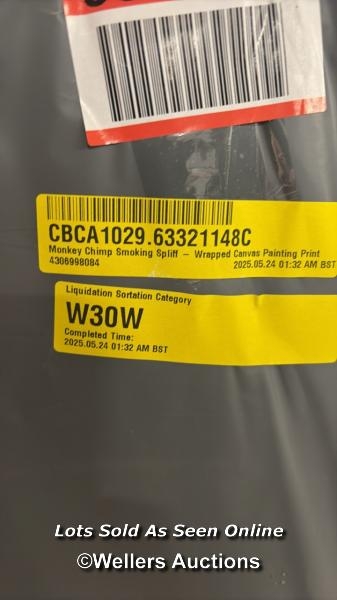 CBCA1029.63321148C
Monkey Chimp Smoking Spliff – Wrapped Canvas Painting Print
4306998084 2025.05.24 01:32 AM BST
Liquidation Sortation Category
W30W
Completed Time:
2025.05.24 01:32 AM BST
Lots Sold As Seen Online
©Wellers Auctions